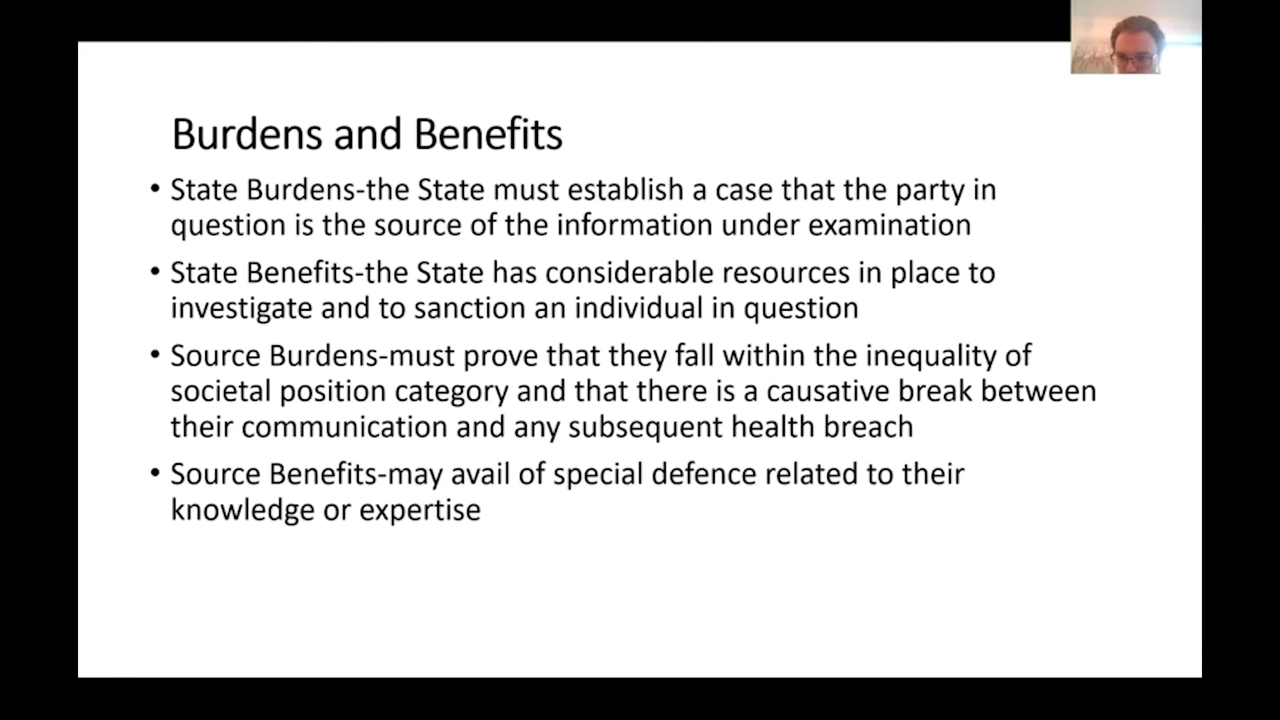 Burdens and Benefits
• State Burdens-the State must establish a case that the party in
question is the source of the information under examination
• State Benefits-the State has considerable resources in place to
investigate and to sanction an individual in question
• Source Burdens-must prove that they fall within the inequality of
societal position category and that there is a causative break between
their communication and any subsequent health breach
• Source Benefits-may avail of special defence related to their
knowledge or expertise